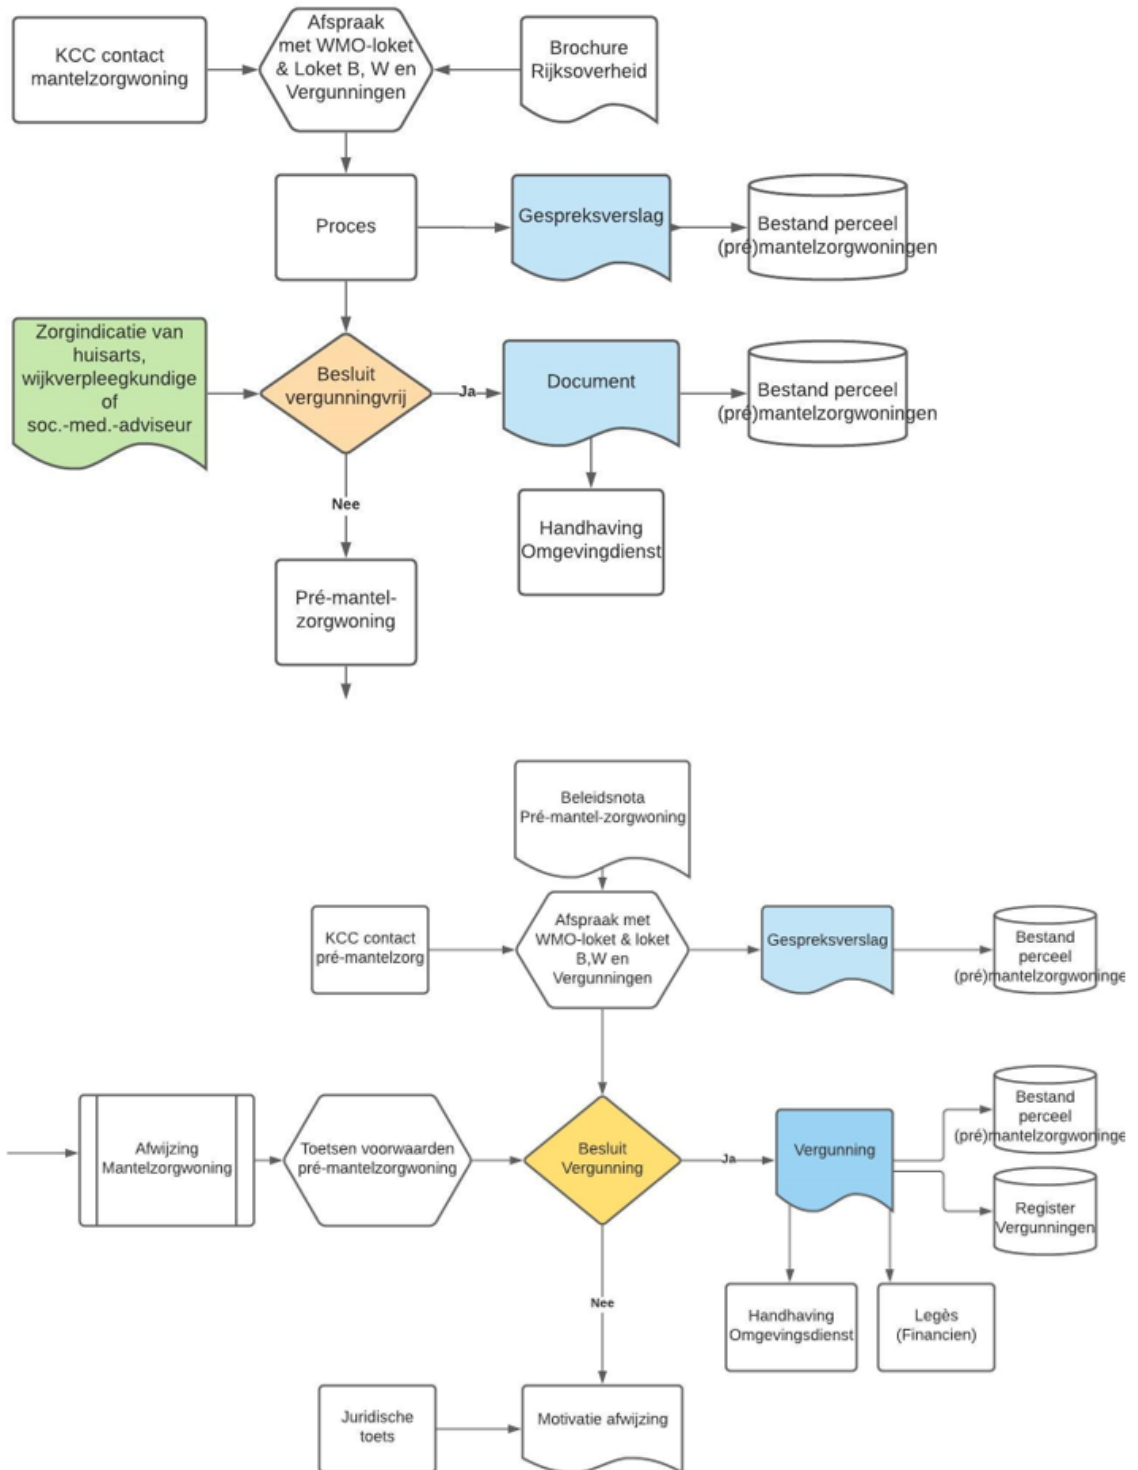 KCC contact
mantelzorgwoning
Afspraak
met WMO-loket
& Loket B, W en
Vergunningen
Brochure
Rijksoverheid
Proces
Gespreksverslag
Bestand perceel
(pré)mantelzorgwoningen
Zorgindicatie van
huisarts,
wijkverpleegkundige
of
soc.-med.-adviseur
Besluit
vergunningvrij
Ja
Document
Bestand perceel
(pré)mantelzorgwoningen
Nee
Handhaving
Omgevingdienst
Pré-mantel-
zorgwoning
Beleidsnota
Pré-mantel-zorgwoning
KCC contact
pré-mantelzorg
Afspraak met
WMO-loket & loket
B,W en
Vergunningen
Gespreksverslag
Bestand
perceel
(pré)mantelzorgwoninge
Afwijzing
Mantelzorgwoning
Toetsen voorwaarden
pré-mantelzorgwoning
Besluit
Vergunning
Ja
Vergunning
Bestand
perceel
(pré)mantelzorgwoninge
Register
Vergunningen
Nee
Handhaving
Omgevingsdienst
Legès
(Financien)
Juridische
toets
Motivatie afwijzing